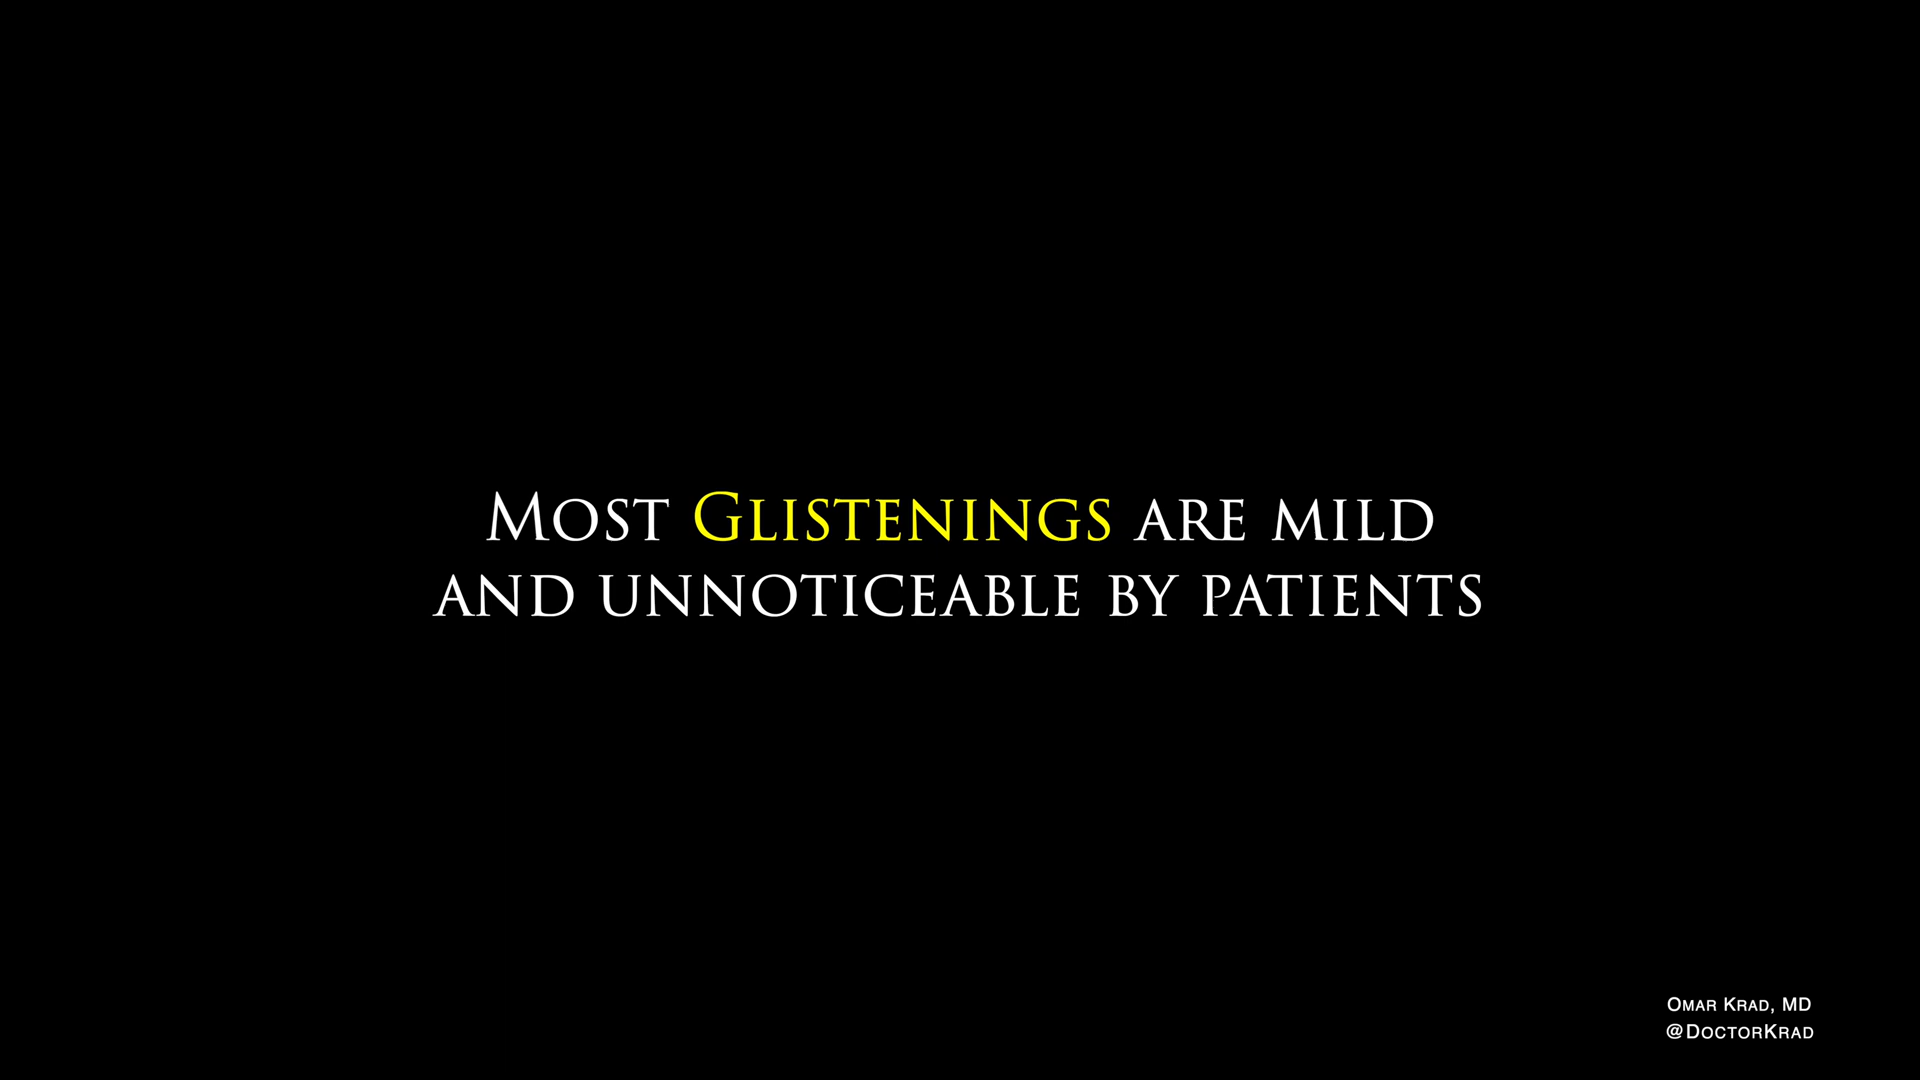 Most Glistenings are mild
and unnoticeable by patients
Omar Krad, MD
@DoctorKrad